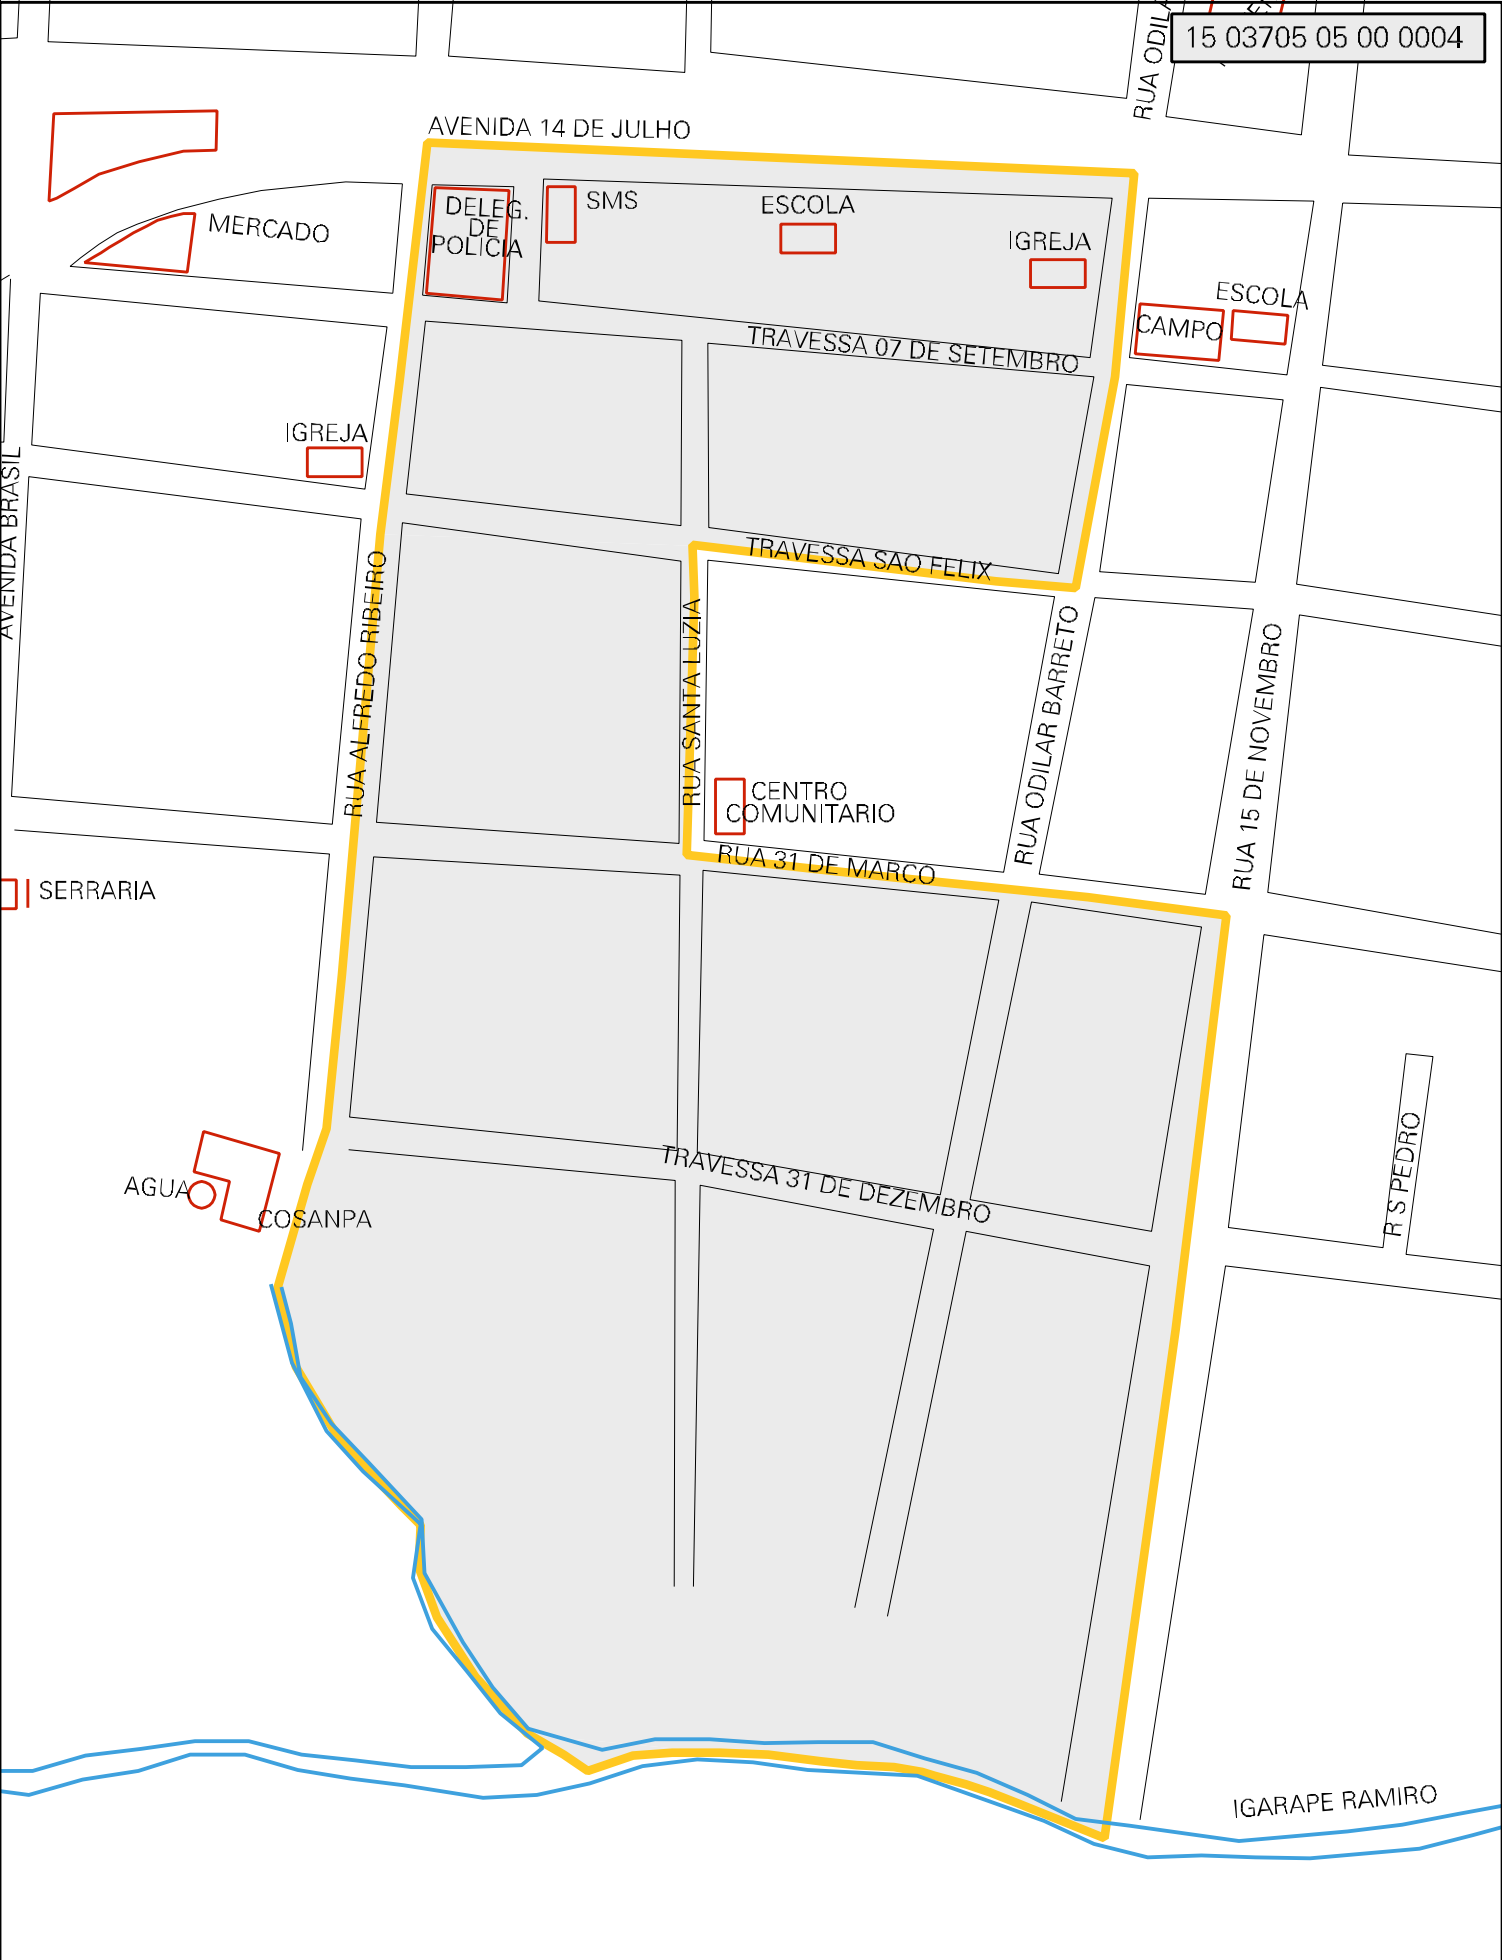 RUA ODILA
15 03705 05 00 0004
AVENIDA 14 DE JULHO
DELEG.
DE
POLICIA
SMS
ESCOLA
IGREJA
MERCADO
ESCOLA
CAMPO
TRAVESSA 07 DE SETEMBRO
IGREJA
AVENIDA BRASIL
TRAVESSA SAO FELIX
RUA ALFREDO RIBEIRO
RUA SANTA LUZIA
RUA ODILAR BARRETO
RUA 15 DE NOVEMBRO
CENTRO
COMUNITARIO
RUA 31 DE MARCO
SERRARIA
R S PEDRO
TRAVESSA 31 DE DEZEMBRO
AGUA
COSANPA
IGARAPE RAMIRO